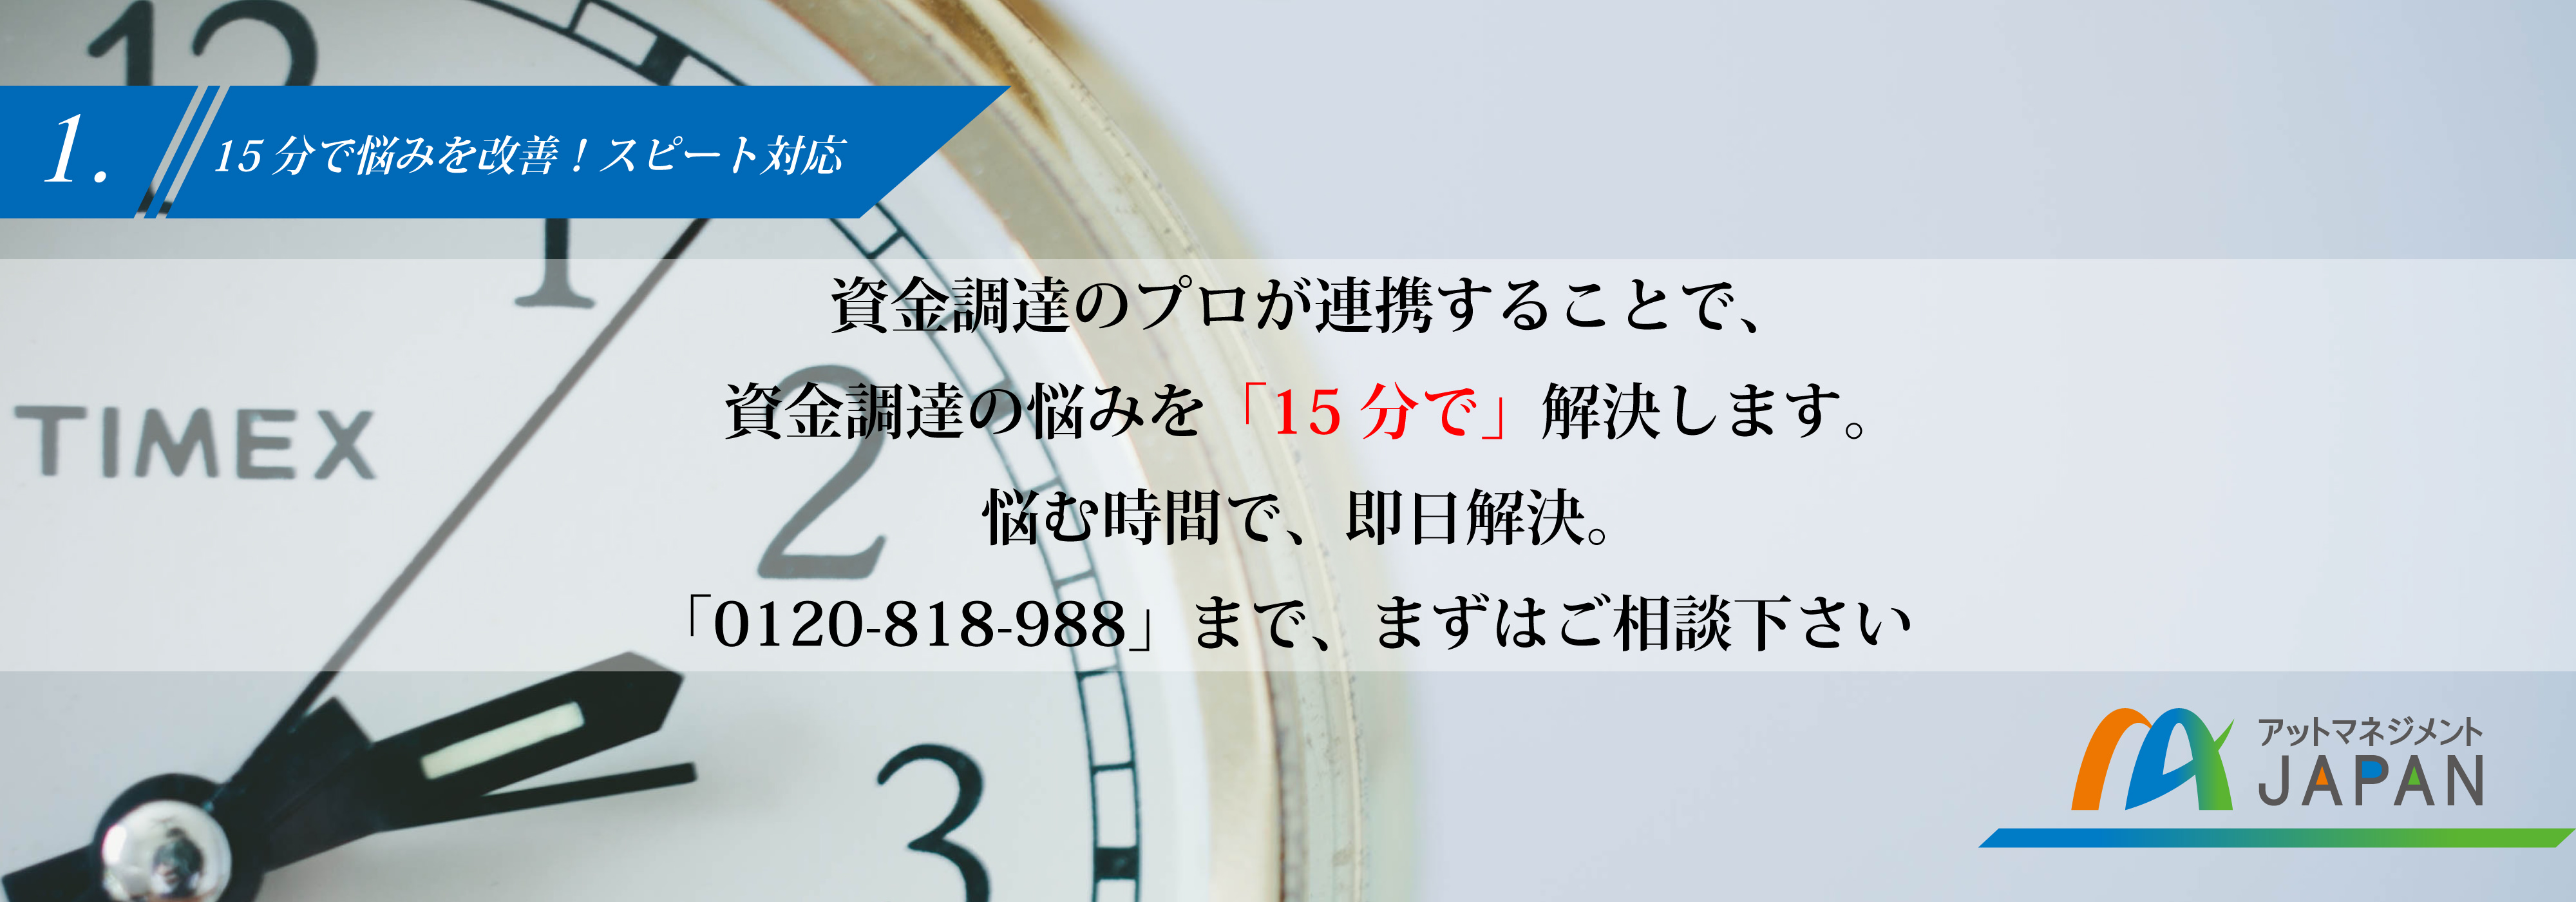 12
1. 15分で悩みを改善！スピート対応
1
資金調達のプロが連携することで、
資金調達の悩みを「15分で」解決します。
TIMEX
2
悩む時間で、即日解決。
「0120-818-988」まで、まずはご相談下さい
3
アットマネジメント
JAPAN